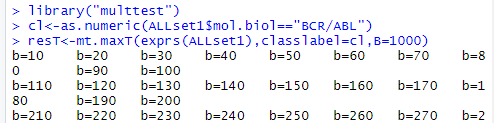 > library("multtest")
> cl<-as.numeric(ALLset1$mol.biol=="BCR/ABL")
> resT<-mt.maxT(exprs(ALLset1),classlabel=cl,B=1000)
b=10 b=20 b=30 b=40 b=50 b=60 b=70 b=8
0 b=90 b=100
b=110 b=120 b=130 b=140 b=150 b=160 b=170 b=1
80 b=190 b=200
b=210 b=220 b=230 b=240 b=250 b=260 b=270 b=2